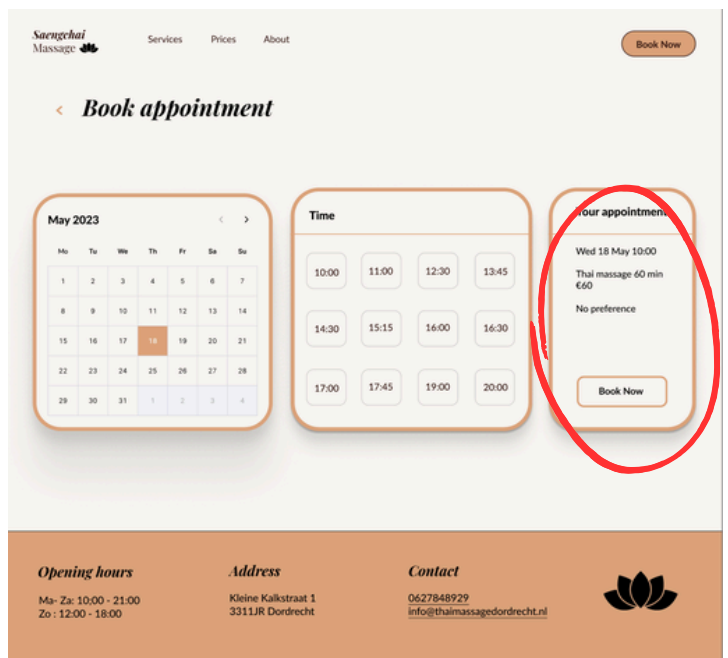 Saengchai
Massage
Services Prices About
Book Now
< Book appointment
May 2023 < >
Mo Tu We Th Fr Sa Su
1 2 3 4 5 6 7
8 9 10 11 12 13 14
15 16 17 18 19 20 21
22 23 24 25 26 27 28
29 30 31 1 2 3 4
Time
10:00 11:00 12:30 13:45
14:30 15:15 16:00 16:30
17:00 17:45 19:00 20:00
Your appointment
Wed 18 May 10:00
Thai massage 60 min
€60
No preference
Book Now
Opening hours
Ma- Za: 10;00 - 21:00
Zo : 12:00 - 18:00
Address
Kleine Kalkstraat 1
3311JR Dordrecht
Contact
0627848929
info@thaimassagedordrecht.nl